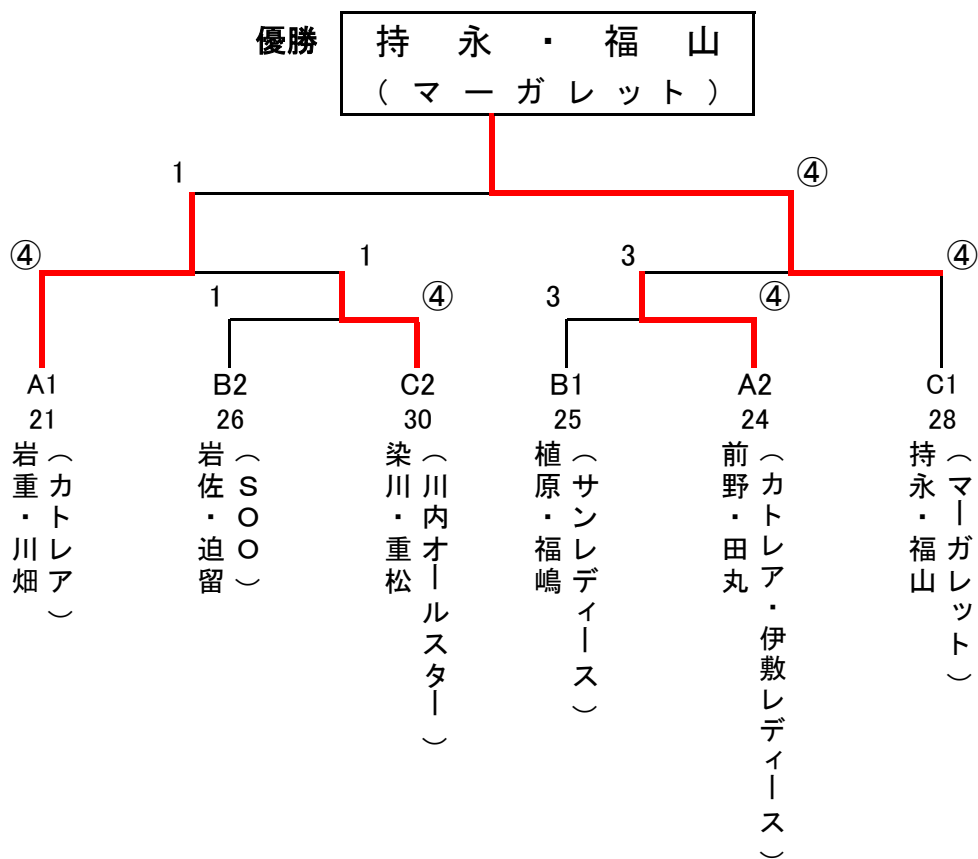 優勝
持永・福山
(マーガレット)
1
④
④
1
3
④
1
④
3
④
A1
B2
C2
B1
A2
C1
21
26
30
25
24
28
岩重・川畑
(カトレア)
岩佐・迫留
(SOO)
染川・重松
(川内オールスター)
植原・福嶋
(サンレディース)
前野・田丸
(カトレア・伊敷レディース)
持永・福山
(マーガレット)